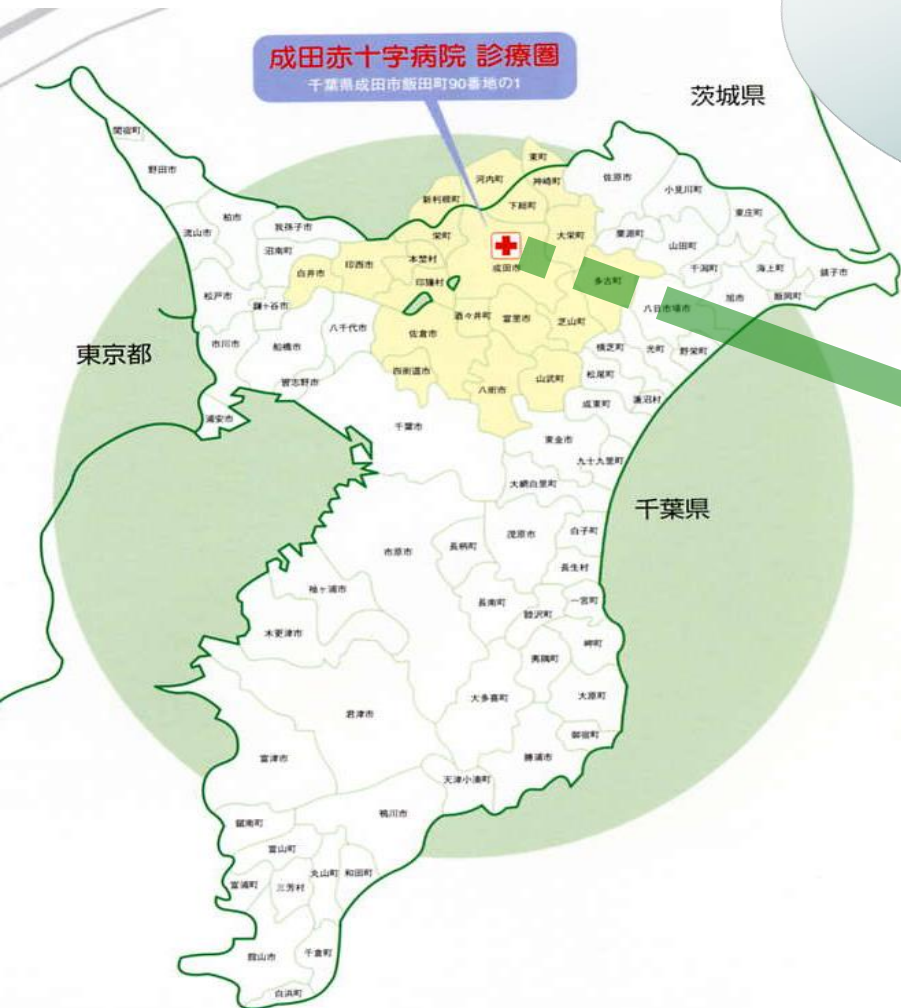 成田赤十字病院 診療圏
千葉県成田市飯田町90番地の1
茨城県
関宿町
野田市
東町
河内町
神崎町
佐原市
小見川町
新利根町
下総町
柏市
我孫子市
東庄町
流山市
栄町
大栄町
栗源町
沼南町
山田町
本埜村
印西市
白井市
成田市
干潟町
海上町
銚子市
印旛村
多古町
松戸市
鎌ヶ谷市
旭市
飯岡町
八日市場市
酒々井町
富里市
芝山町
八千代市
佐倉市
市川市
船橋市
横芝町
光町
野栄町
東京都
四街道市
山武町
松尾町
習志野市
八街市
成東町
蓮沼村
浦安市
千葉市
東金市
九十九里町
大網白里町
千葉県
茂原市
白子町
長柄町
市原市
長生村
袖ヶ浦市
長南町
一宮町
睦沢町
木更津市
岬町
夷隅町
大多喜町
大原町
君津市
御宿町
富津市
勝浦市
天津小湊町
鴨川市
鋸南町
富山町
丸山町
和田町
富浦町
三芳村
館山市
千倉町
白浜町